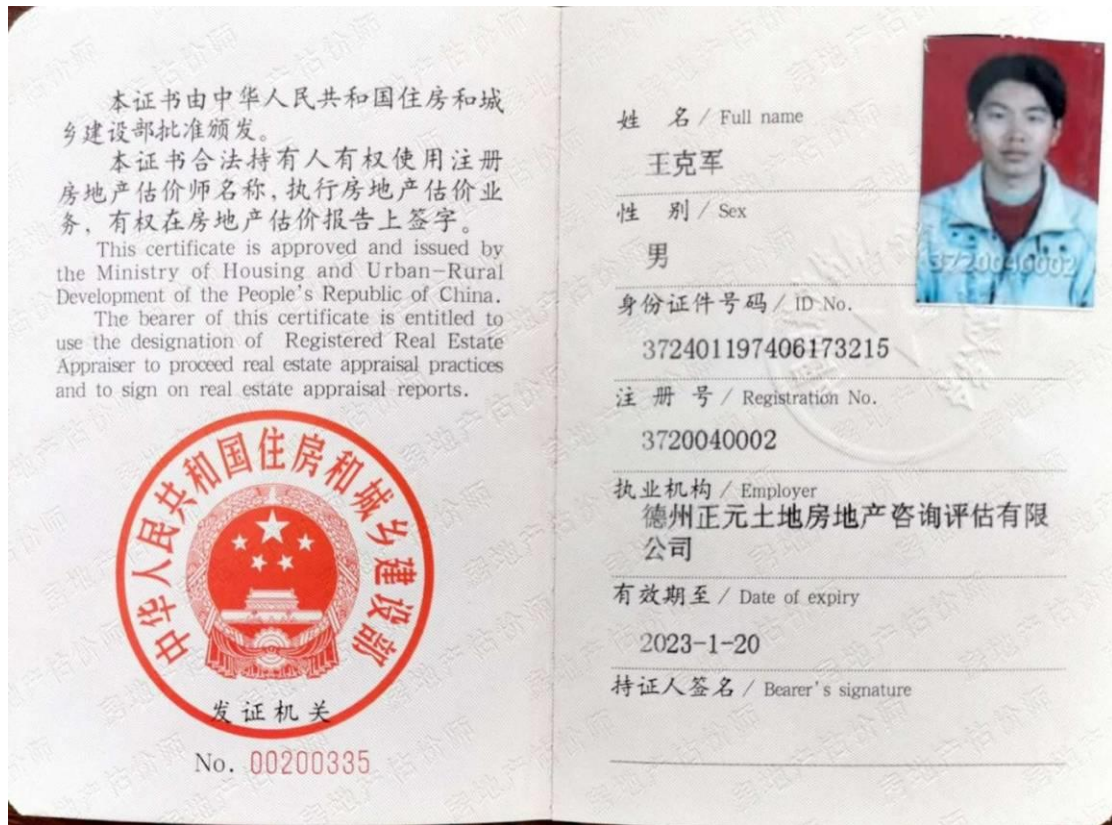 本证书由中华人民共和国住房和城
乡建设部批准颁发。
本证书合法持有人有权使用注册
房地产估价师名称,执行房地产估价业
务,有权在房地产估价报告上签字。
This certificate is approved and issued by
the Ministry of Housing and Urban-Rural
Development of the People's Republic of China.
The bearer of this certificate is entitled to
use the designation of Registered Real Estate
Appraiser to proceed real estate appraisal practices
and to sign on real estate appraisal reports.
中华人民共和国住房和城乡建设部
发证机关
No. 00200335
姓 名 / Full name
王克军
性 别 / Sex
男
身份证件号码 / ID No.
372401197406173215
注 册 号 / Registration No.
3720040002
执业机构 / Employer
德州正元土地房地产咨询评估有限
公司
有效期至 / Date of expiry
2023-1-20
持证人签名 / Bearer's signature
3720040002